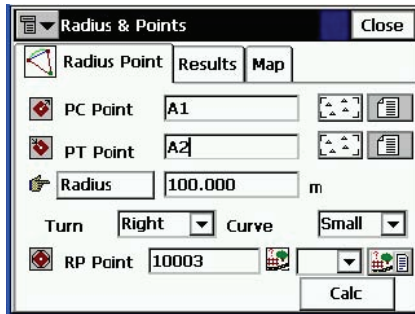 Radius & Points Close
Radius Point Results Map
PC Point A1
PT Point A2
Radius 100.000 m
Turn Right Curve Small
RP Point 10003
Calc